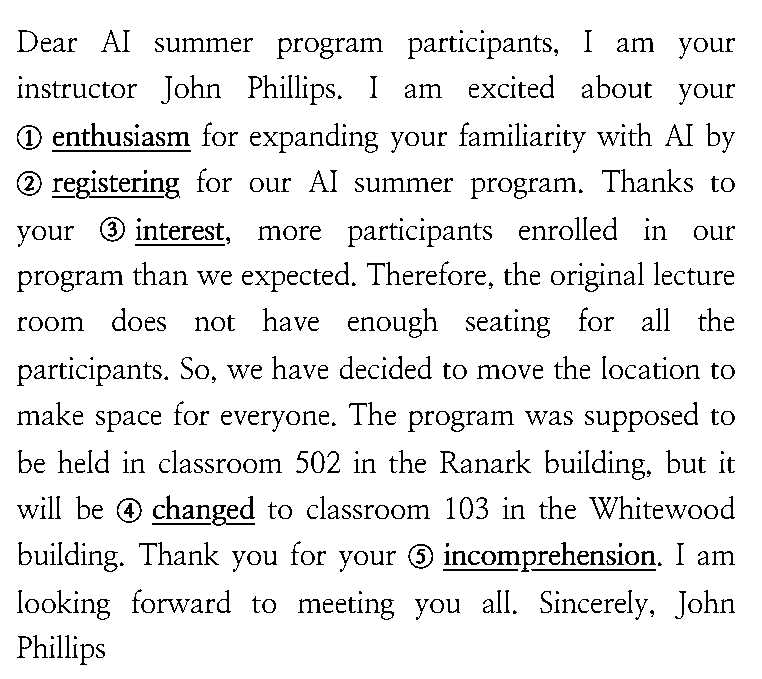 Dear AI summer program participants, I am your
instructor John Phillips. I am excited about your
① enthusiasm for expanding your familiarity with AI by
② registering for our AI summer program. Thanks to
your ③ interest, more participants enrolled in our
program than we expected. Therefore, the original lecture
room does not have enough seating for all the
participants. So, we have decided to move the location to
make space for everyone. The program was supposed to
be held in classroom 502 in the Ranark building, but it
will be ④ changed to classroom 103 in the Whitewood
building. Thank you for your ⑤ incomprehension. I am
looking forward to meeting you all. Sincerely, John
Phillips